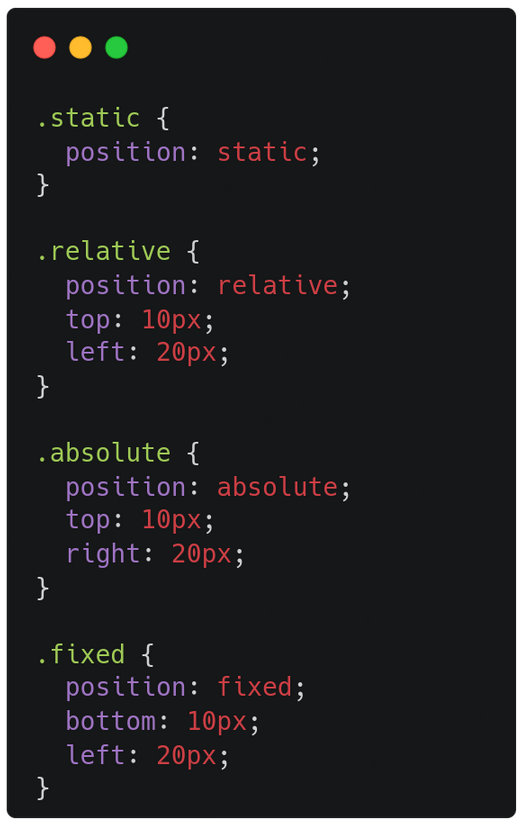 .static {
  position: static;
}

.relative {
  position: relative;
  top: 10px;
  left: 20px;
}

.absolute {
  position: absolute;
  top: 10px;
  right: 20px;
}

.fixed {
  position: fixed;
  bottom: 10px;
  left: 20px;
}